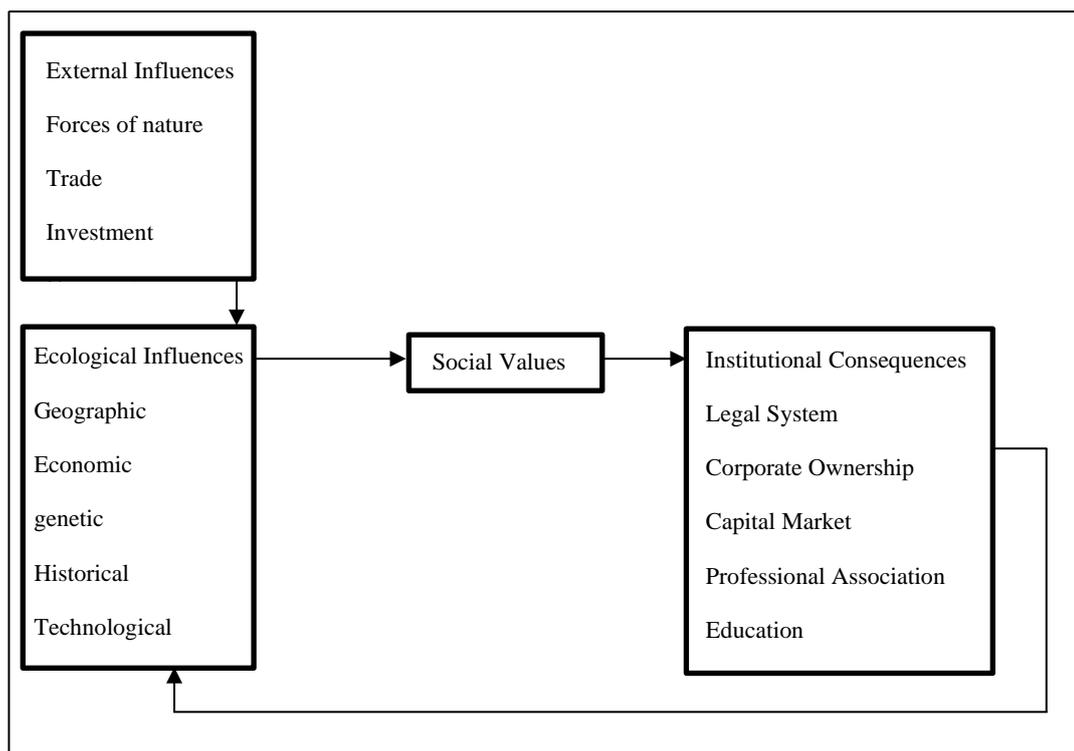 External Influences
Forces of nature
Trade
Investment
Ecological Influences
Geographic
Economic
genetic
Historical
Technological
Social Values
Institutional Consequences
Legal System
Corporate Ownership
Capital Market
Professional Association
Education